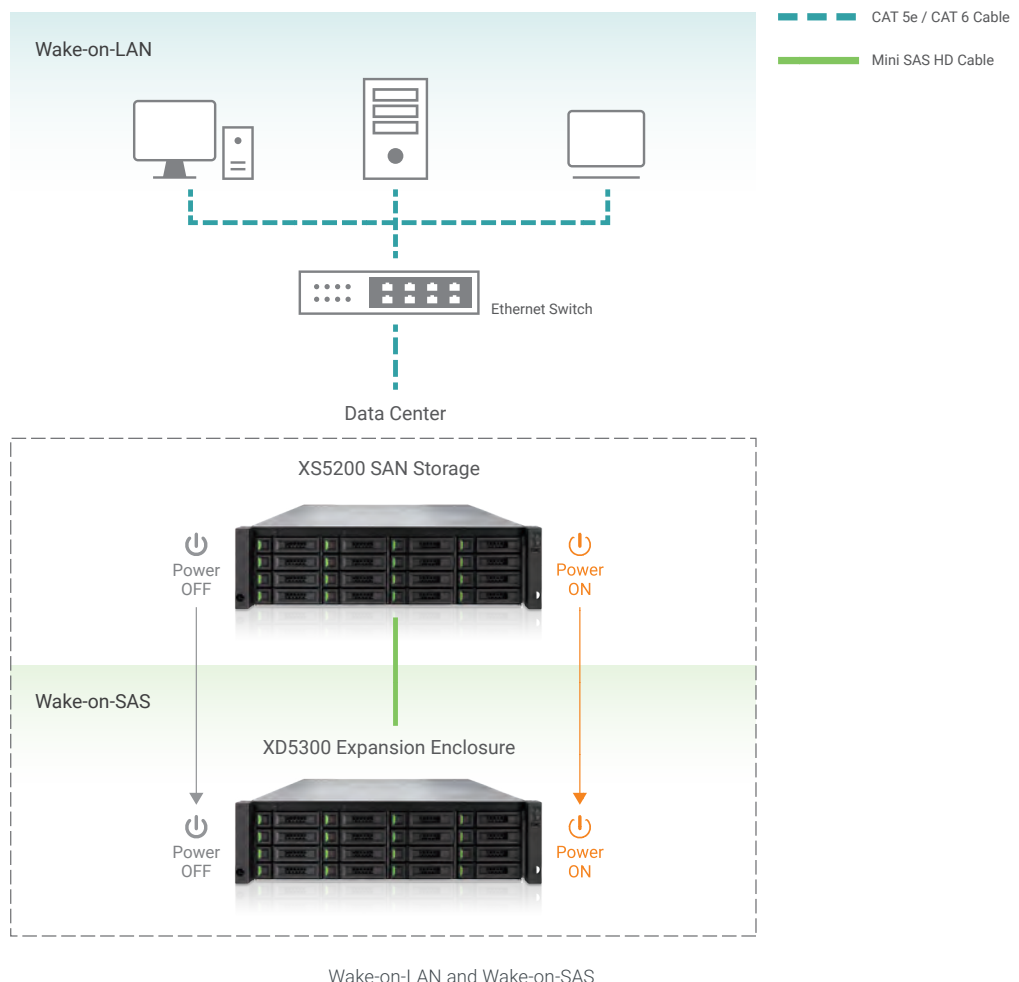 CAT 5e / CAT 6 Cable
Wake-on-LAN
Mini SAS HD Cable
Ethernet Switch
Data Center
XS5200 SAN Storage
Power
OFF
Power
ON
Wake-on-SAS
XD5300 Expansion Enclosure
Power
OFF
Power
ON
Wake-on-LAN and Wake-on-SAS